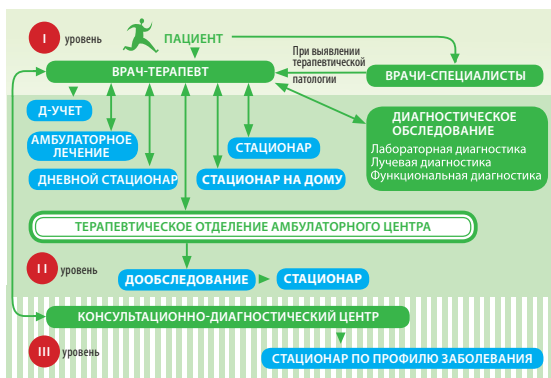 I уровень
ПАЦИЕНТ
При выявлении
терапевтической
патологии
ВРАЧ-ТЕРАПЕВТ
ВРАЧИ-СПЕЦИАЛИСТЫ
Д-УЧЕТ
АМБУЛАТОРНОЕ
ЛЕЧЕНИЕ
ДНЕВНОЙ СТАЦИОНАР
СТАЦИОНАР
СТАЦИОНАР НА ДОМУ
ДИАГНОСТИЧЕСКОЕ
ОБСЛЕДОВАНИЕ
Лабораторная диагностика
Лучевая диагностика
Функциональная диагностика
ТЕРАПЕВТИЧЕСКОЕ ОТДЕЛЕНИЕ АМБУЛАТОРНОГО ЦЕНТРА
II уровень
ДООБСЛЕДОВАНИЕ
СТАЦИОНАР
КОНСУЛЬТАЦИОННО-ДИАГНОСТИЧЕСКИЙ ЦЕНТР
III уровень
СТАЦИОНАР ПО ПРОФИЛЮ ЗАБОЛЕВАНИЯ